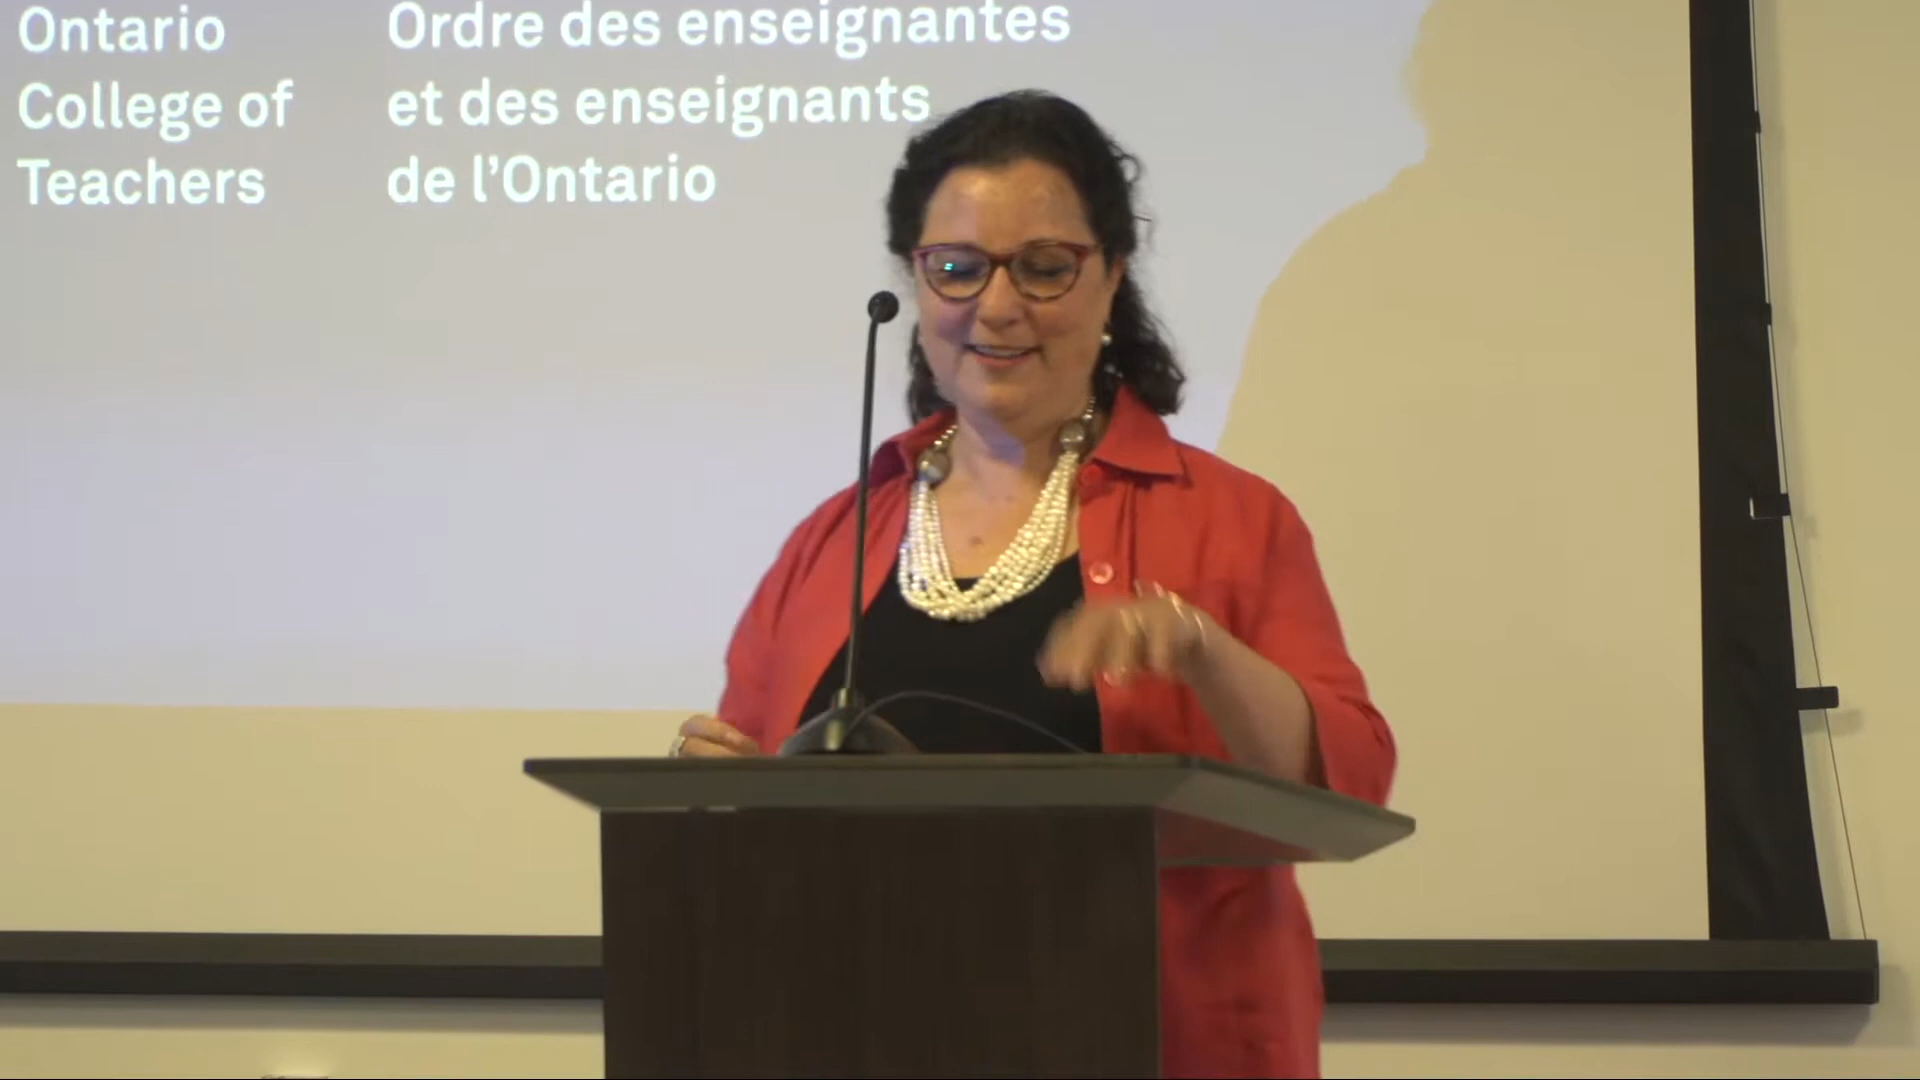 Ontario
College of
Teachers
Ordre des enseignantes
et des enseignants
de l'Ontario